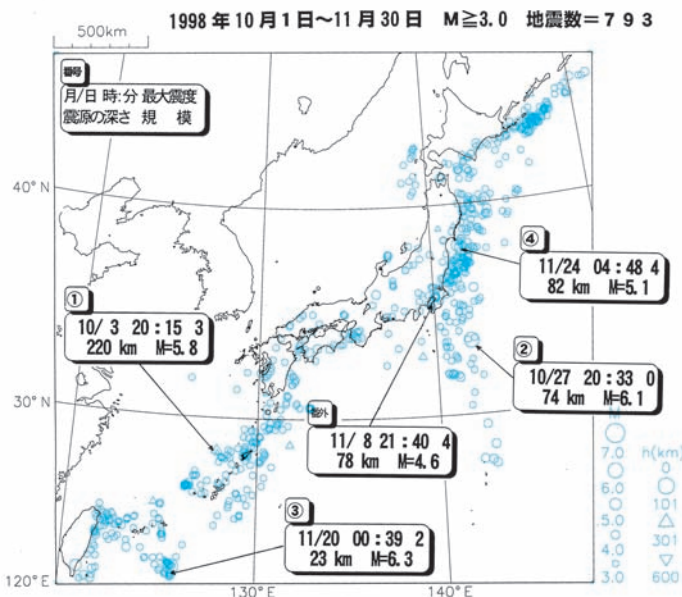 1998年10月1日～11月30日 M≧3.0 地震数=793
500km
番号
月/日 時:分 最大震度
震源の深さ 規 模
40°N
④
11/24 04:48 4
82 km M=5.1
①
10/ 3 20:15 3
220 km M=5.8
②
10/27 20:33 0
74 km M=6.1
30°N
番外
11/ 8 21:40 4
78 km M=4.6
M
7.0
6.0
5.0
4.0
3.0
h(km)
0
101
301
600
③
11/20 00:39 2
23 km M=6.3
120°E
130°E
140°E